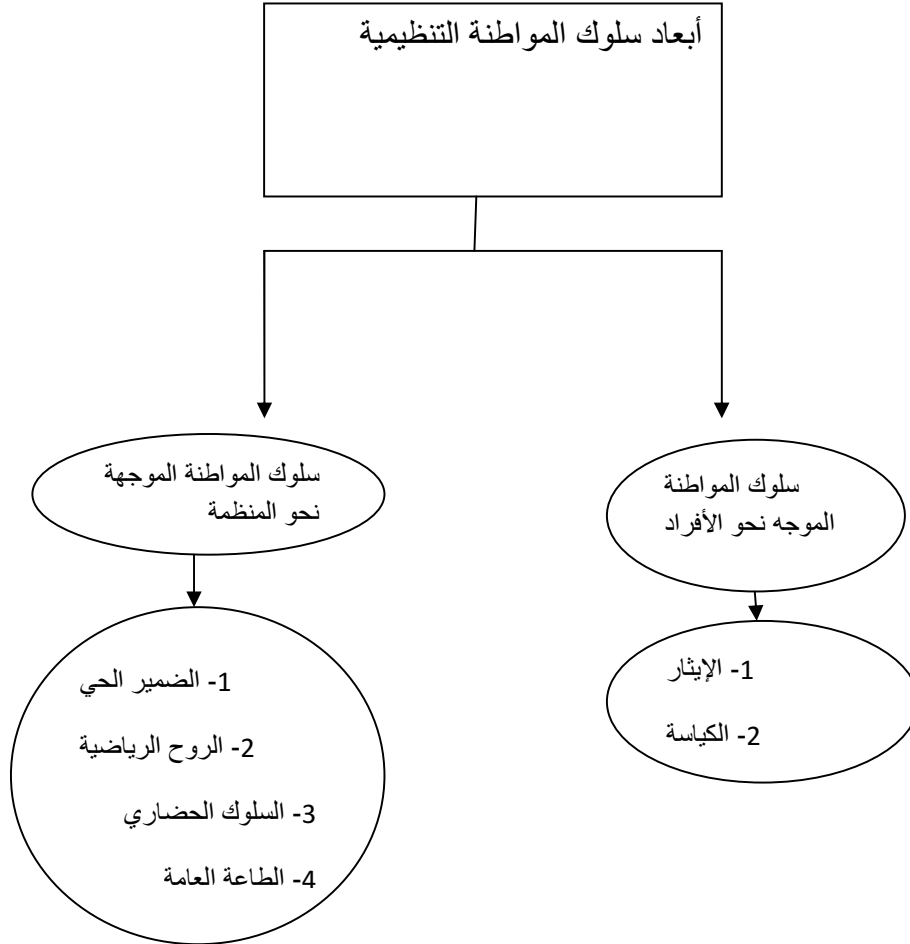 أبعاد سلوك المواطنة التنظيمية
سلوك المواطنة
الموجه نحو الأفراد
سلوك المواطنة الموجهة
نحو المنظمة
1- الإيثار
2- الكياسة
1- الضمير الحي
2- الروح الرياضية
3- السلوك الحضاري
4- الطاعة العامة